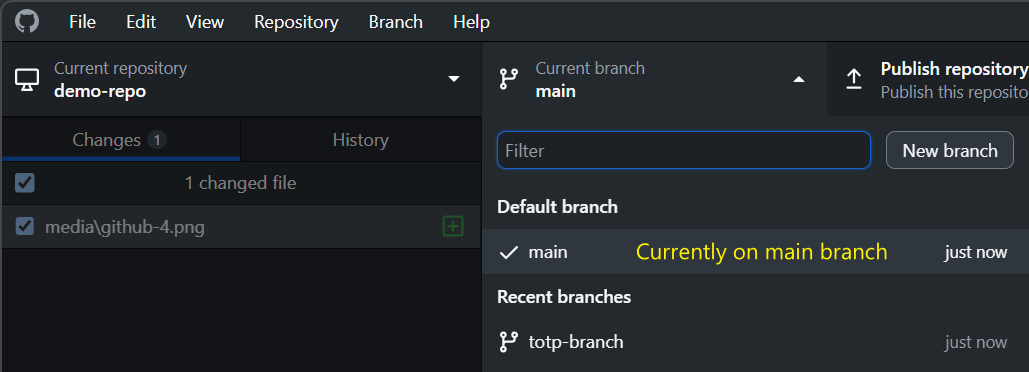 File Edit View Repository Branch Help
Current repository
demo-repo
Current branch
main
Publish repository
Publish this reposito
Changes 1
History
1 changed file
media\github-4.png
Filter
New branch
Default branch
main Currently on main branch just now
Recent branches
totp-branch just now